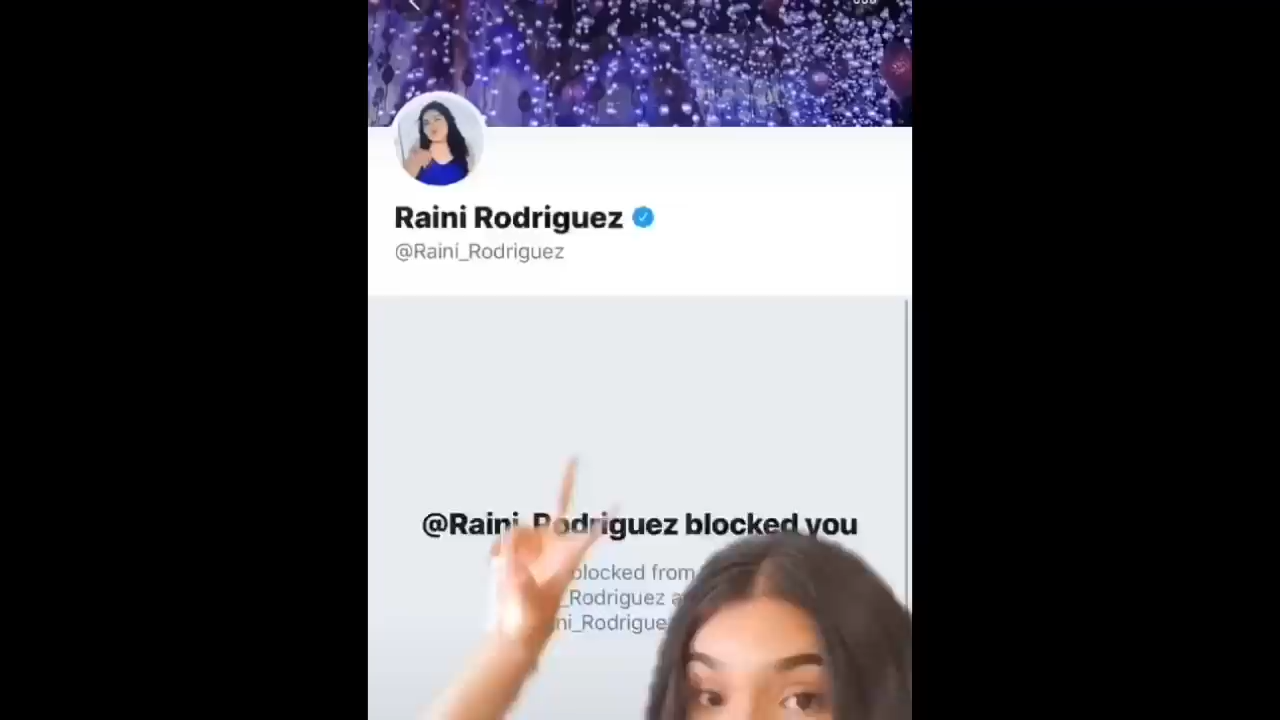 Raini Rodriguez
@Raini_Rodriguez
@Raini_Rodriguez blocked you
blocked from
_Rodriguez a
ni_Rodrigue